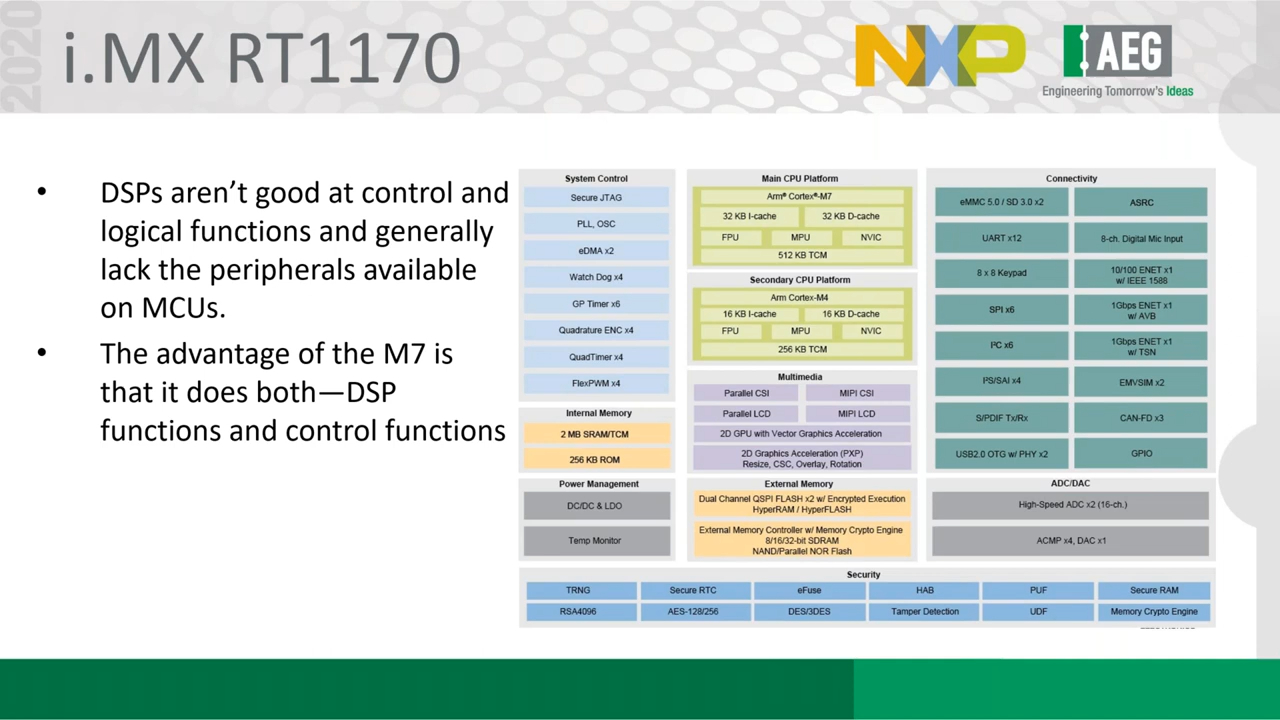 2020
i.MX RT1170
NXP
AEG
Engineering Tomorrow's Ideas
• DSPs aren’t good at control and
logical functions and generally
lack the peripherals available
on MCUs.
• The advantage of the M7 is
that it does both—DSP
functions and control functions
System Control
Secure JTAG
PLL, OSC
eDMA x2
Watch Dog x4
GP Timer x6
Quadrature ENC x4
QuadTimer x4
FlexPWM x4
Internal Memory
2 MB SRAM/TCM
256 KB ROM
Power Management
DC/DC & LDO
Temp Monitor
Main CPU Platform
Arm® Cortex®-M7
32 KB I-cache 32 KB D-cache
FPU MPU NVIC
512 KB TCM
Secondary CPU Platform
Arm Cortex-M4
16 KB I-cache 16 KB D-cache
FPU MPU NVIC
256 KB TCM
Multimedia
Parallel CSI MIPI CSI
Parallel LCD MIPI LCD
2D GPU with Vector Graphics Acceleration
2D Graphics Acceleration (PXP)
Resize, CSC, Overlay, Rotation
External Memory
Dual Channel QSPI FLASH x2 w/ Encrypted Execution
HyperRAM / HyperFLASH
External Memory Controller w/ Memory Crypto Engine
8/16/32-bit SDRAM
NAND/Parallel NOR Flash
Connectivity
eMMC 5.0 / SD 3.0 x2 ASRC
UART x12 8-ch. Digital Mic Input
8 x 8 Keypad 10/100 ENET x1
w/ IEEE 1588
SPI x6 1Gbps ENET x1
w/ AVB
I²C x6 1Gbps ENET x1
w/ TSN
I²S/SAI x4 EMVSIM x2
S/PDIF Tx/Rx CAN-FD x3
USB2.0 OTG w/ PHY x2 GPIO
ADC/DAC
High-Speed ADC x2 (16-ch.)
ACMP x4, DAC x1
Security
TRNG Secure RTC eFuse HAB PUF Secure RAM
RSA4096 AES-128/256 DES/3DES Tamper Detection UDF Memory Crypto Engine